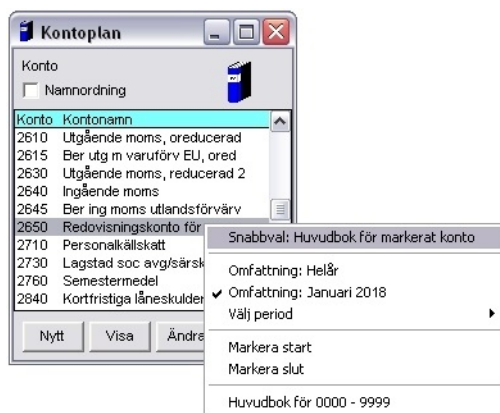 Kontoplan
Konto
Namnordning
Konto Kontonamn
2610 Utgående moms, oreducerad
2615 Ber utg m varuförv EU, ored
2630 Utgående moms, reducerad 2
2640 Ingående moms
2645 Ber ing moms utlandsförvärv
2650 Redovisningskonto för
2710 Personalkällskatt
2730 Lagstad soc avg/särsk
2760 Semestermedel
2840 Kortfristiga låneskulder
Nytt Visa Ändra
Snabbval: Huvudbok för markerat konto
Omfattning: Helår
Omfattning: Januari 2018
Välj period
Markera start
Markera slut
Huvudbok för 0000 - 9999